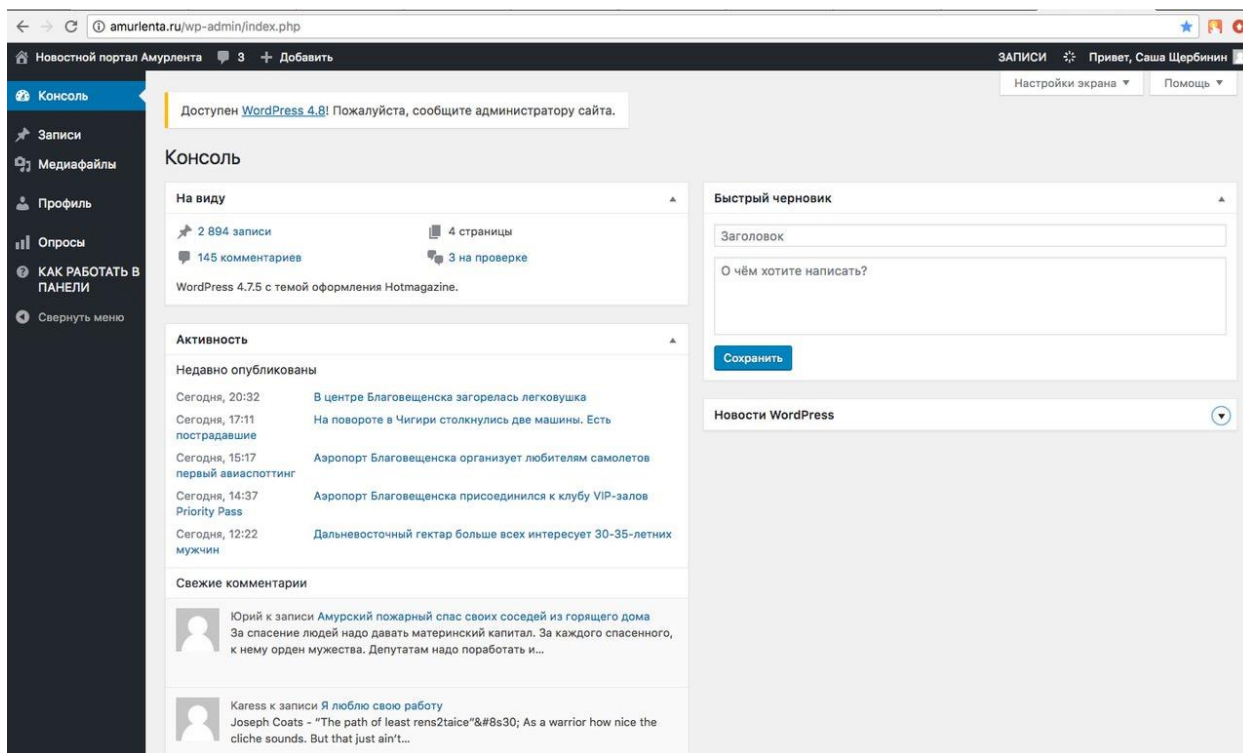 amurlenta.ru/wp-admin/index.php
Новостной портал Амурлента 3 + Добавить ЗАПИСИ Привет, Саша Щербинин
Настройки экрана ▼ Помощь ▼
Консоль
Записи
Медиафайлы
Профиль
Опросы
КАК РАБОТАТЬ В
ПАНЕЛИ
Свернуть меню
Доступен WordPress 4.8! Пожалуйста, сообщите администратору сайта.
Консоль
На виду
2 894 записи 4 страницы
145 комментариев 3 на проверке
WordPress 4.7.5 с темой оформления Hotmagazine.
Активность
Недавно опубликованы
Сегодня, 20:32 В центре Благовещенска загорелась легковушка
Сегодня, 17:11 На повороте в Чигири столкнулись две машины. Есть
пострадавшие
Сегодня, 15:17 Аэропорт Благовещенска организует любителям самолетов
первый авиаспоттинг
Сегодня, 14:37 Аэропорт Благовещенска присоединился к клубу VIP-залов
Priority Pass
Сегодня, 12:22 Дальневосточный гектар больше всех интересует 30-35-летних
мужчин
Свежие комментарии
Юрий к записи Амурский пожарный спас своих соседей из горящего дома
За спасение людей надо давать материнский капитал. За каждого спасенного,
к нему орден мужества. Депутатам надо поработать и...
Karess к записи Я люблю свою работу
Joseph Coats - “The path of least rens2taice”&#8s30; As a warrior how nice the
cliche sounds. But that just ain’t...
Быстрый черновик
Заголовок
О чём хотите написать?
Сохранить
Новости WordPress